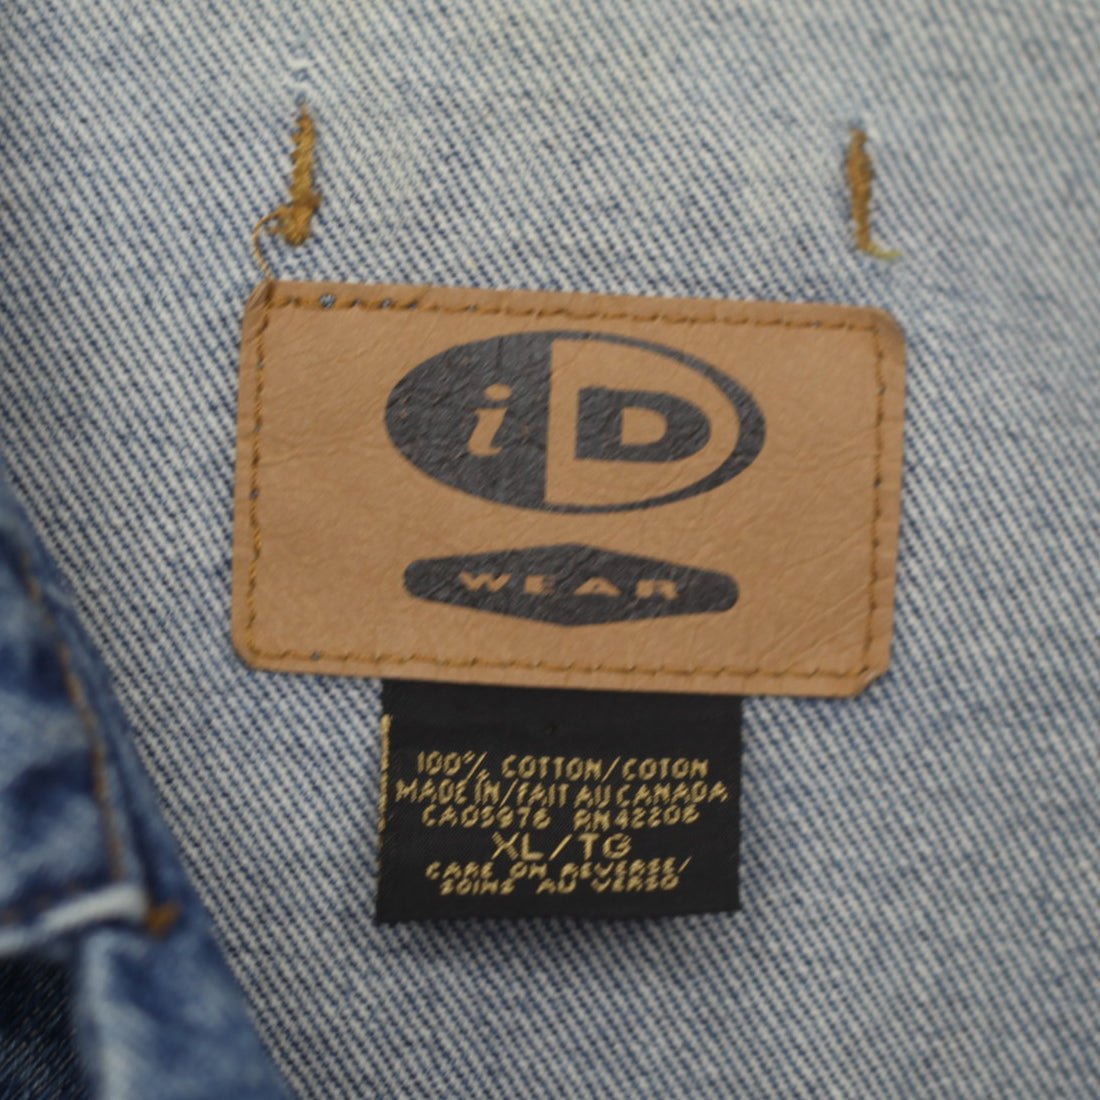 iD
WEAR
100% COTTON/COTON
MADE IN/FAIT AU CANADA
CA05976 RN42206
XL/TG
CARE ON REVERSE/
SOINS AU VERSO